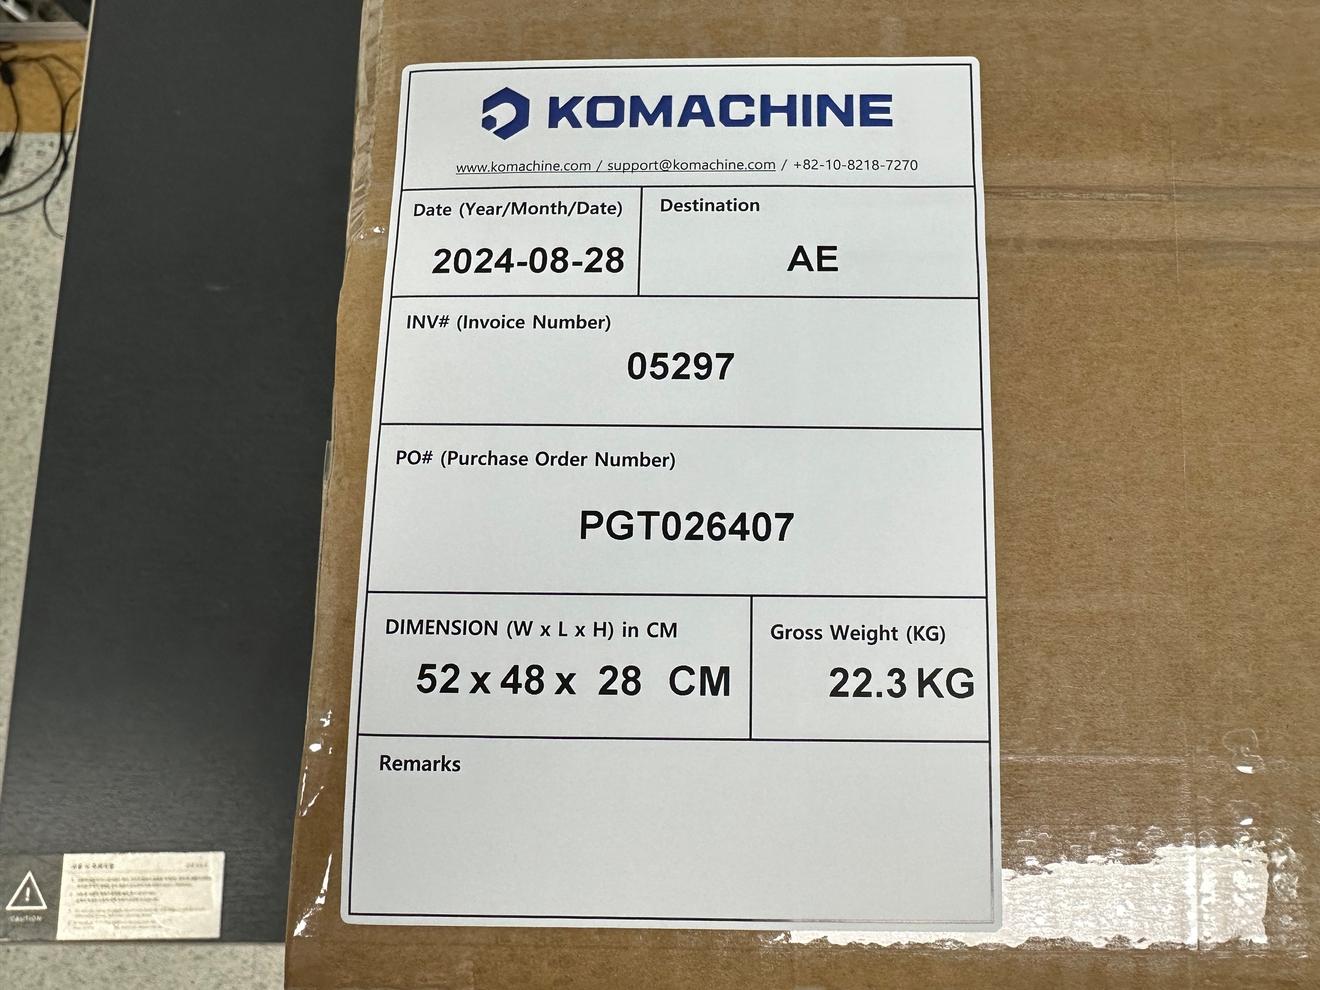 KOMACHINE
www.komachine.com / support@komachine.com / +82-10-8218-7270
Date (Year/Month/Date)
2024-08-28
Destination
AE
INV# (Invoice Number)
05297
PO# (Purchase Order Number)
PGT026407
DIMENSION (W x L x H) in CM
52 x 48 x 28 CM
Gross Weight (KG)
22.3 KG
Remarks
CAUTION